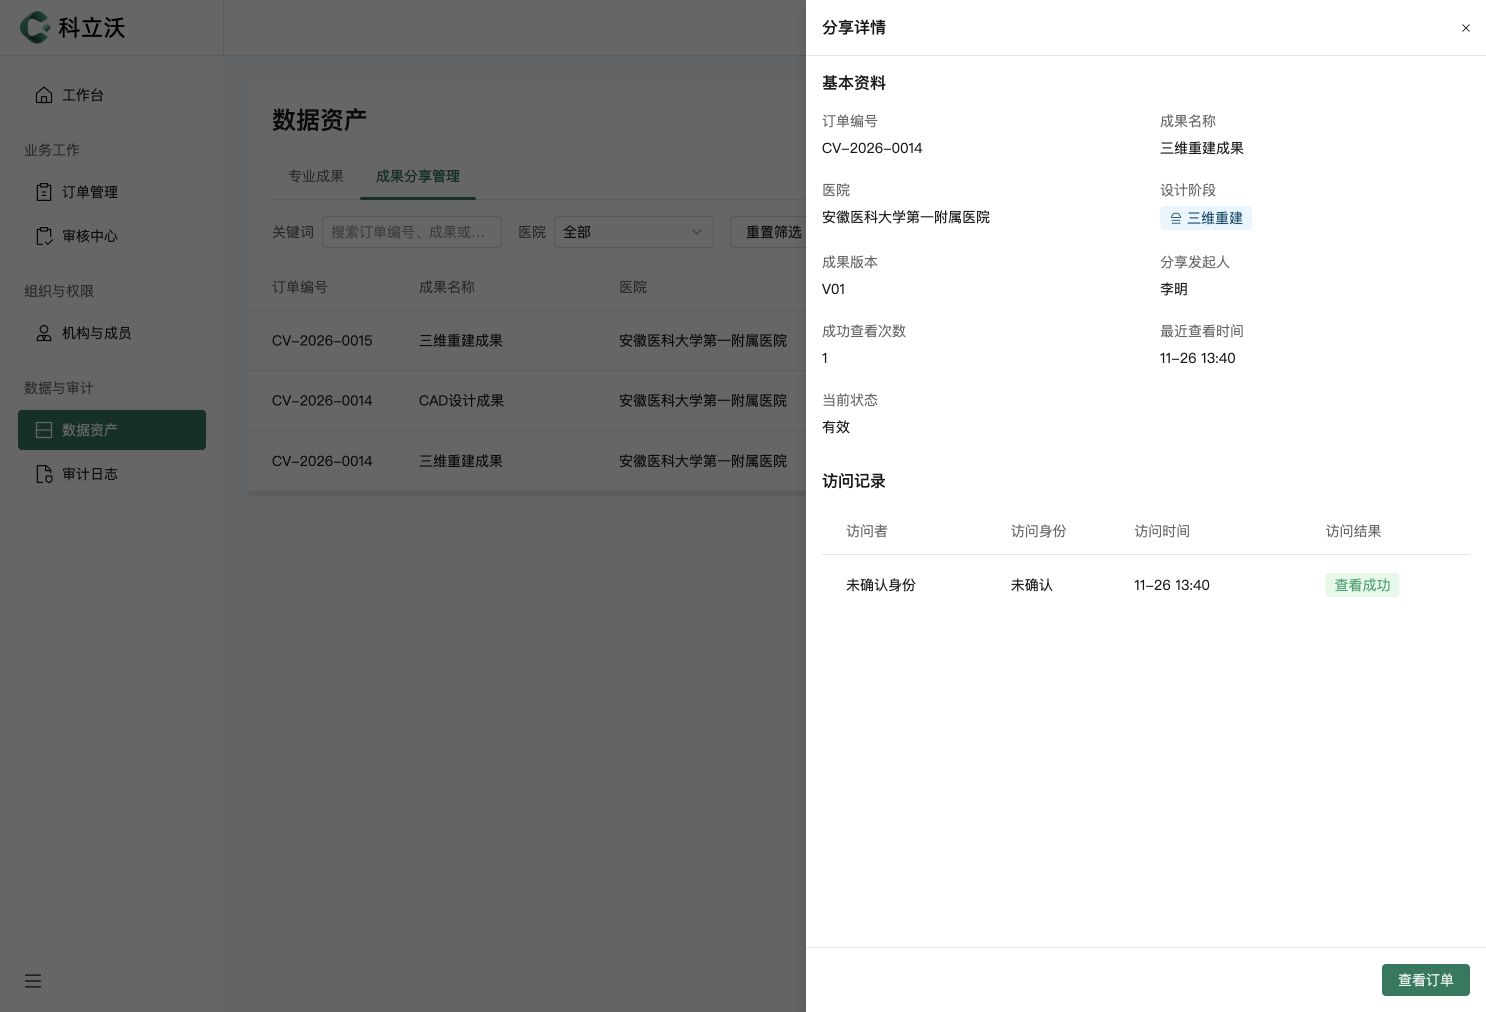 科立沃
工作台
业务工作
订单管理
审核中心
组织与权限
机构与成员
数据与审计
数据资产
审计日志
数据资产
专业成果 成果分享管理
关键词 搜索订单编号、成果或... 医院 全部 重置筛选
订单编号 成果名称 医院
CV-2026-0015 三维重建成果 安徽医科大学第一附属医院
CV-2026-0014 CAD设计成果 安徽医科大学第一附属医院
CV-2026-0014 三维重建成果 安徽医科大学第一附属医院
分享详情
基本资料
订单编号 成果名称
CV-2026-0014 三维重建成果
医院 设计阶段
安徽医科大学第一附属医院 三维重建
成果版本 分享发起人
V01 李明
成功查看次数 最近查看时间
1 11-26 13:40
当前状态
有效
访问记录
访问者 访问身份 访问时间 访问结果
未确认身份 未确认 11-26 13:40 查看成功
查看订单